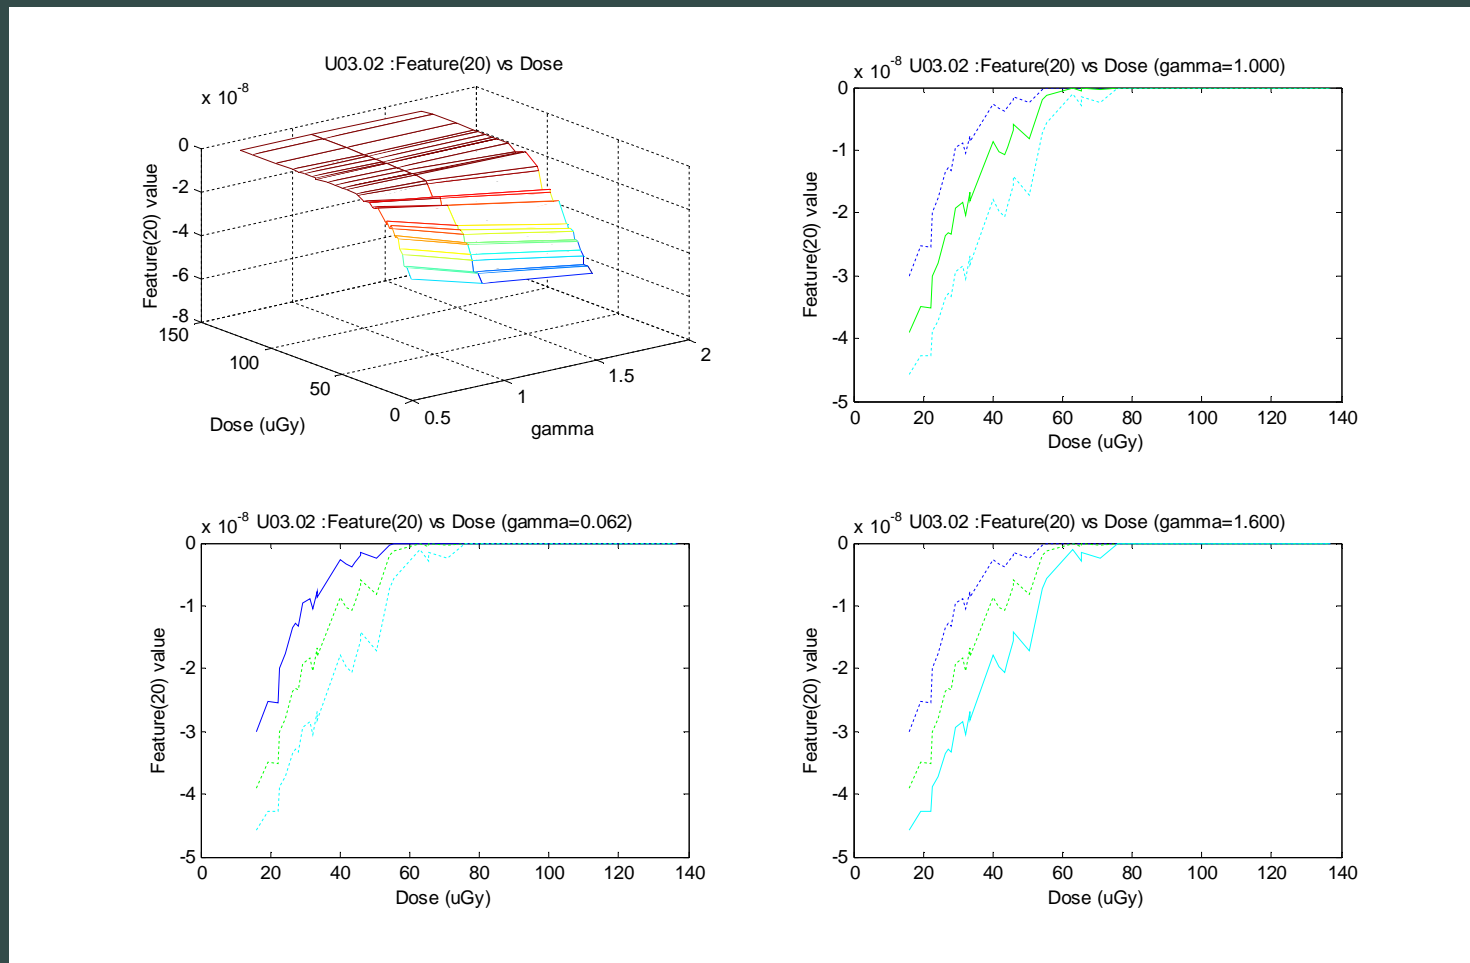 U03.02 :Feature(20) vs Dose
x 10-8
0
-2
-4
-6
-8
Feature(20) value
150
100
50
0
Dose (uGy)
0.5
1
1.5
2
gamma
x 10-8 U03.02 :Feature(20) vs Dose (gamma=1.000)
0
-1
-2
-3
-4
-5
Feature(20) value
0 20 40 60 80 100 120 140
Dose (uGy)
x 10-8 U03.02 :Feature(20) vs Dose (gamma=0.062)
0
-1
-2
-3
-4
-5
Feature(20) value
0 20 40 60 80 100 120 140
Dose (uGy)
x 10-8 U03.02 :Feature(20) vs Dose (gamma=1.600)
0
-1
-2
-3
-4
-5
Feature(20) value
0 20 40 60 80 100 120 140
Dose (uGy)